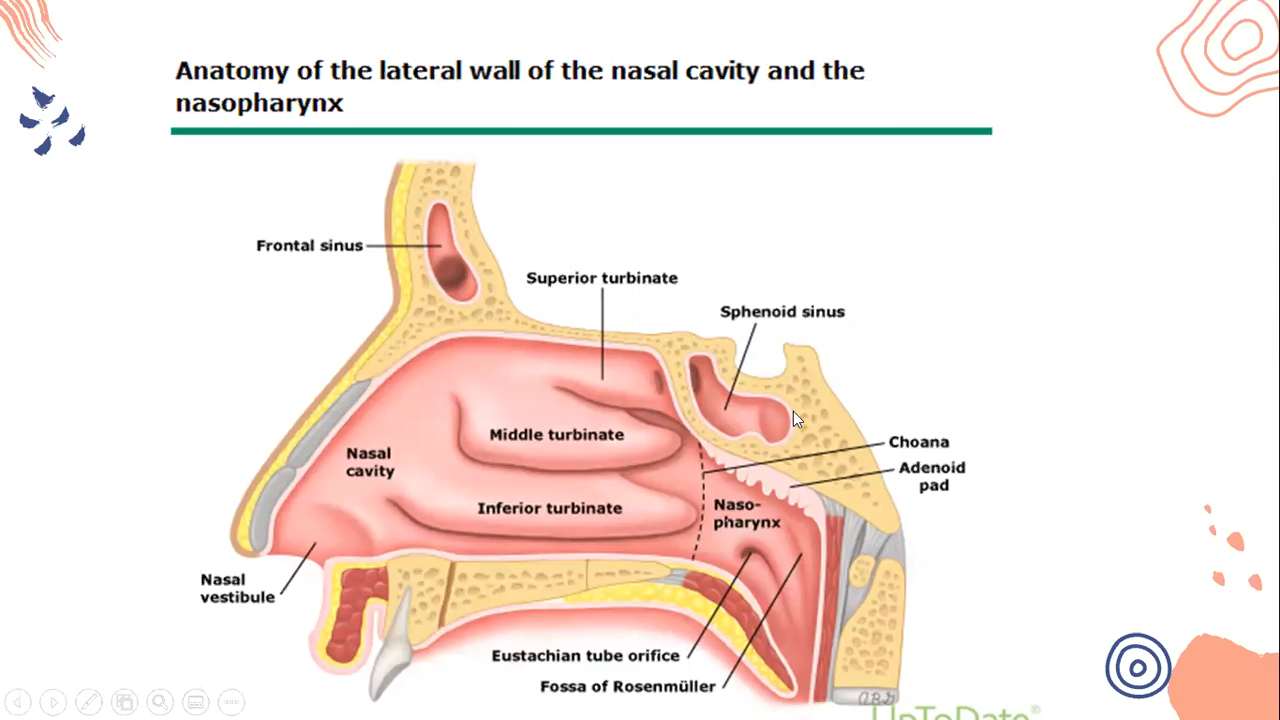 Anatomy of the lateral wall of the nasal cavity and the
nasopharynx
Frontal sinus
Superior turbinate
Sphenoid sinus
Middle turbinate
Choana
Nasal
cavity
Adenoid
pad
Inferior turbinate
Naso-
pharynx
Nasal
vestibule
Eustachian tube orifice
Fossa of Rosenmüller
UpToDate®